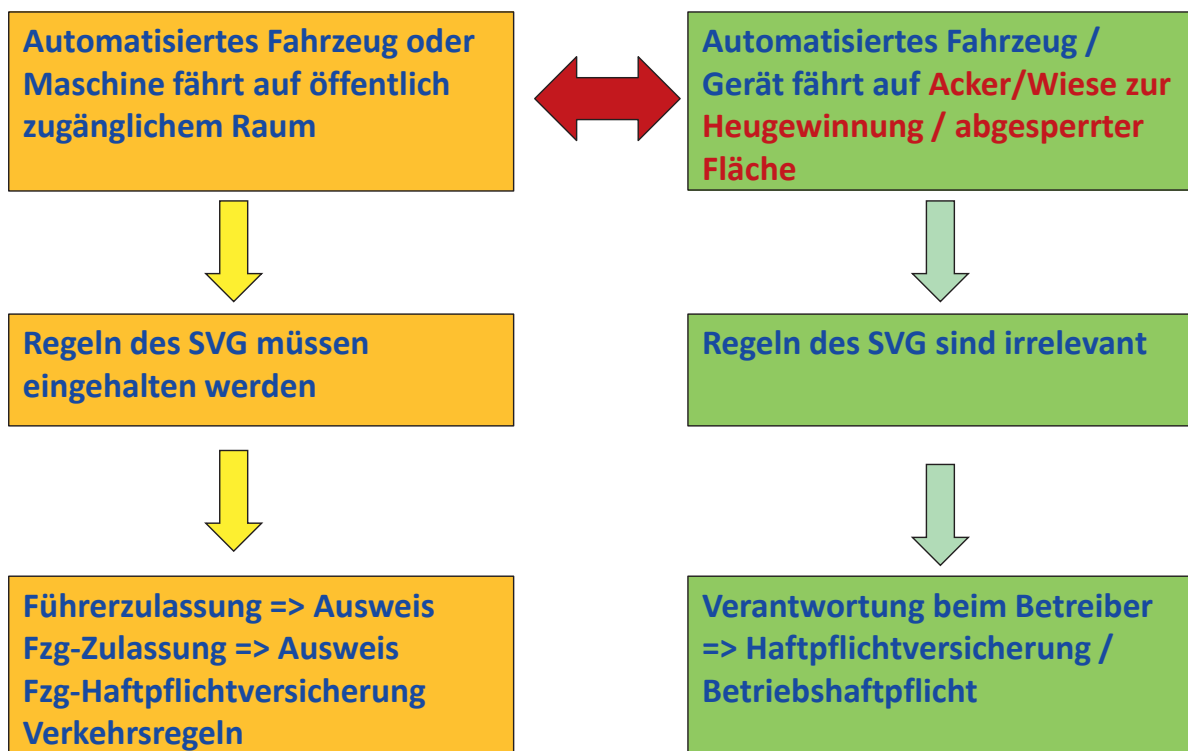 Automatisiertes Fahrzeug oder
Maschine fährt auf öffentlich
zugänglichem Raum
Automatisiertes Fahrzeug /
Gerät fährt auf Acker/Wiese zur
Heugewinnung / abgesperrter
Fläche
Regeln des SVG müssen
eingehalten werden
Regeln des SVG sind irrelevant
Führerzulassung => Ausweis
Fzg-Zulassung => Ausweis
Fzg-Haftpflichtversicherung
Verkehrsregeln
Verantwortung beim Betreiber
=> Haftpflichtversicherung /
Betriebshaftpflicht